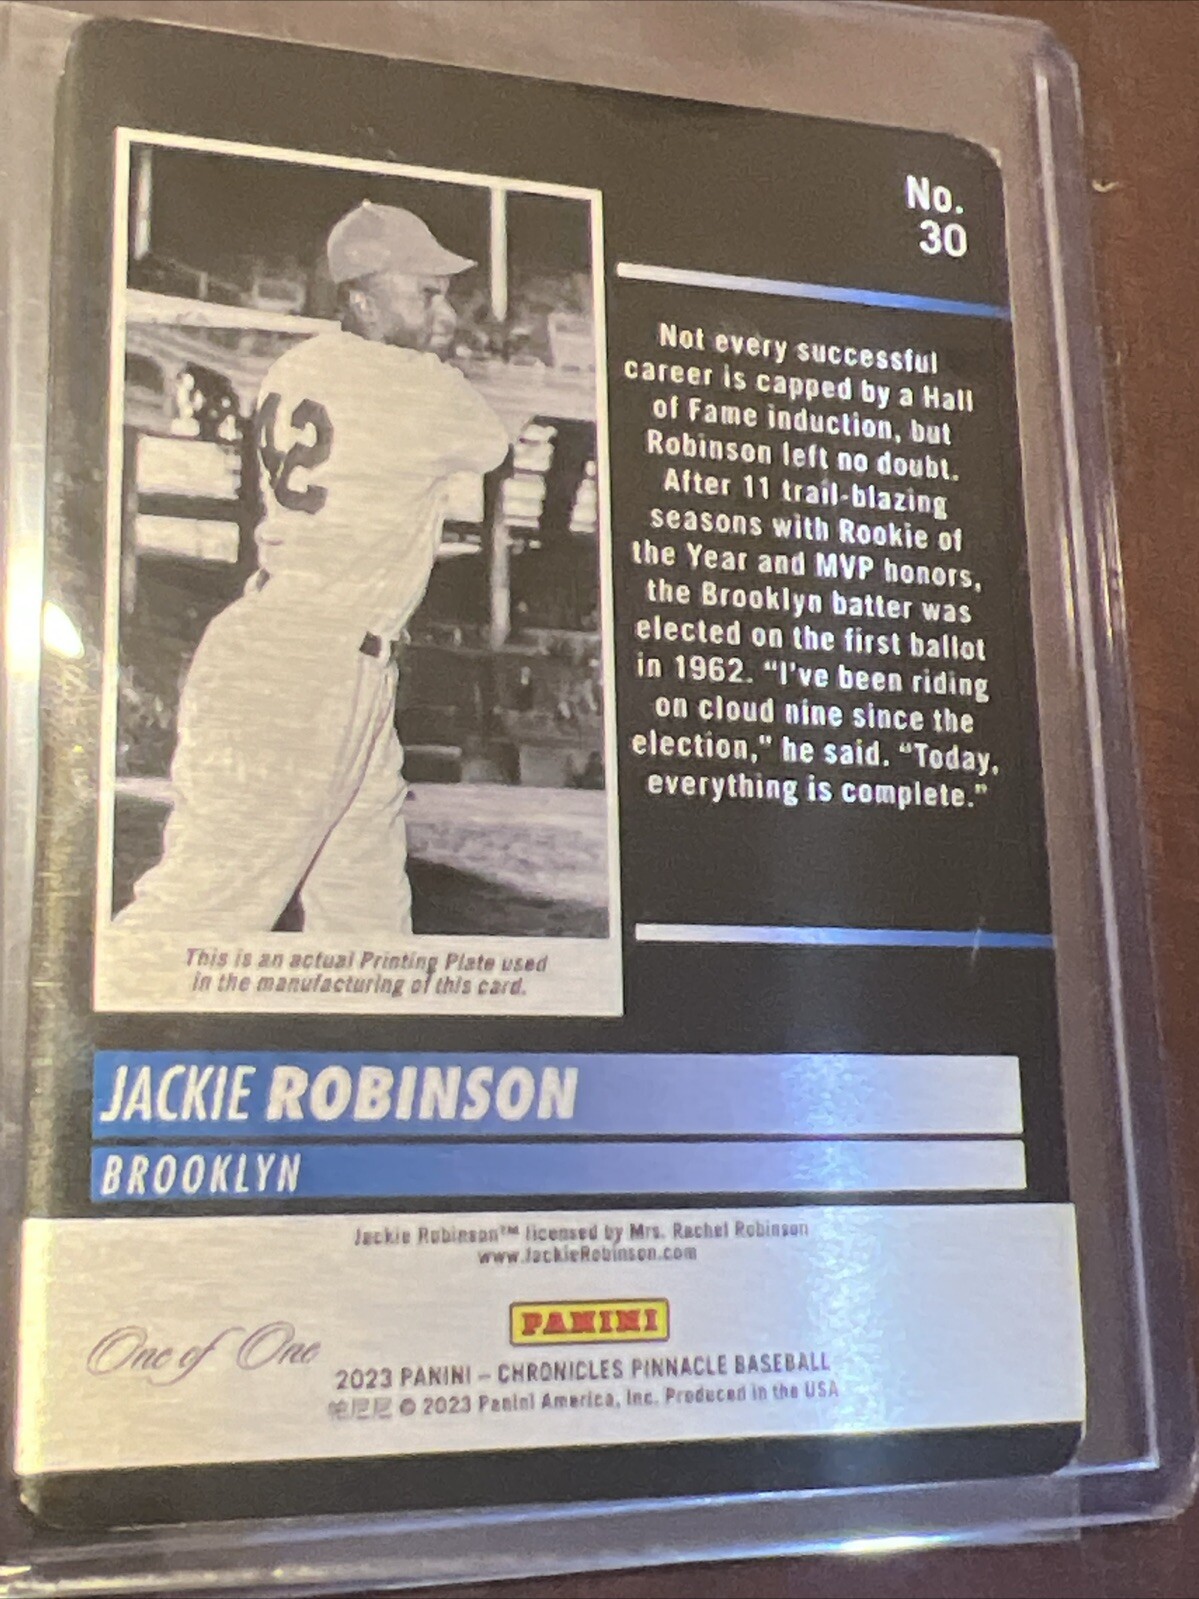 No.
30
42
Not every successful
career is capped by a Hall
of Fame induction, but
Robinson left no doubt.
After 11 trail-blazing
seasons with Rookie of
the Year and MVP honors,
the Brooklyn batter was
elected on the first ballot
in 1962. “I’ve been riding
on cloud nine since the
election,” he said. “Today,
everything is complete.”
This is an actual Printing Plate used
in the manufacturing of this card.
JACKIE ROBINSON
BROOKLYN
Jackie Robinson™ licensed by Mrs. Rachel Robinson
www.JackieRobinson.com
PANINI
One of One
2023 PANINI – CHRONICLES PINNACLE BASEBALL
帕尼尼 © 2023 Panini America, Inc. Produced in the USA